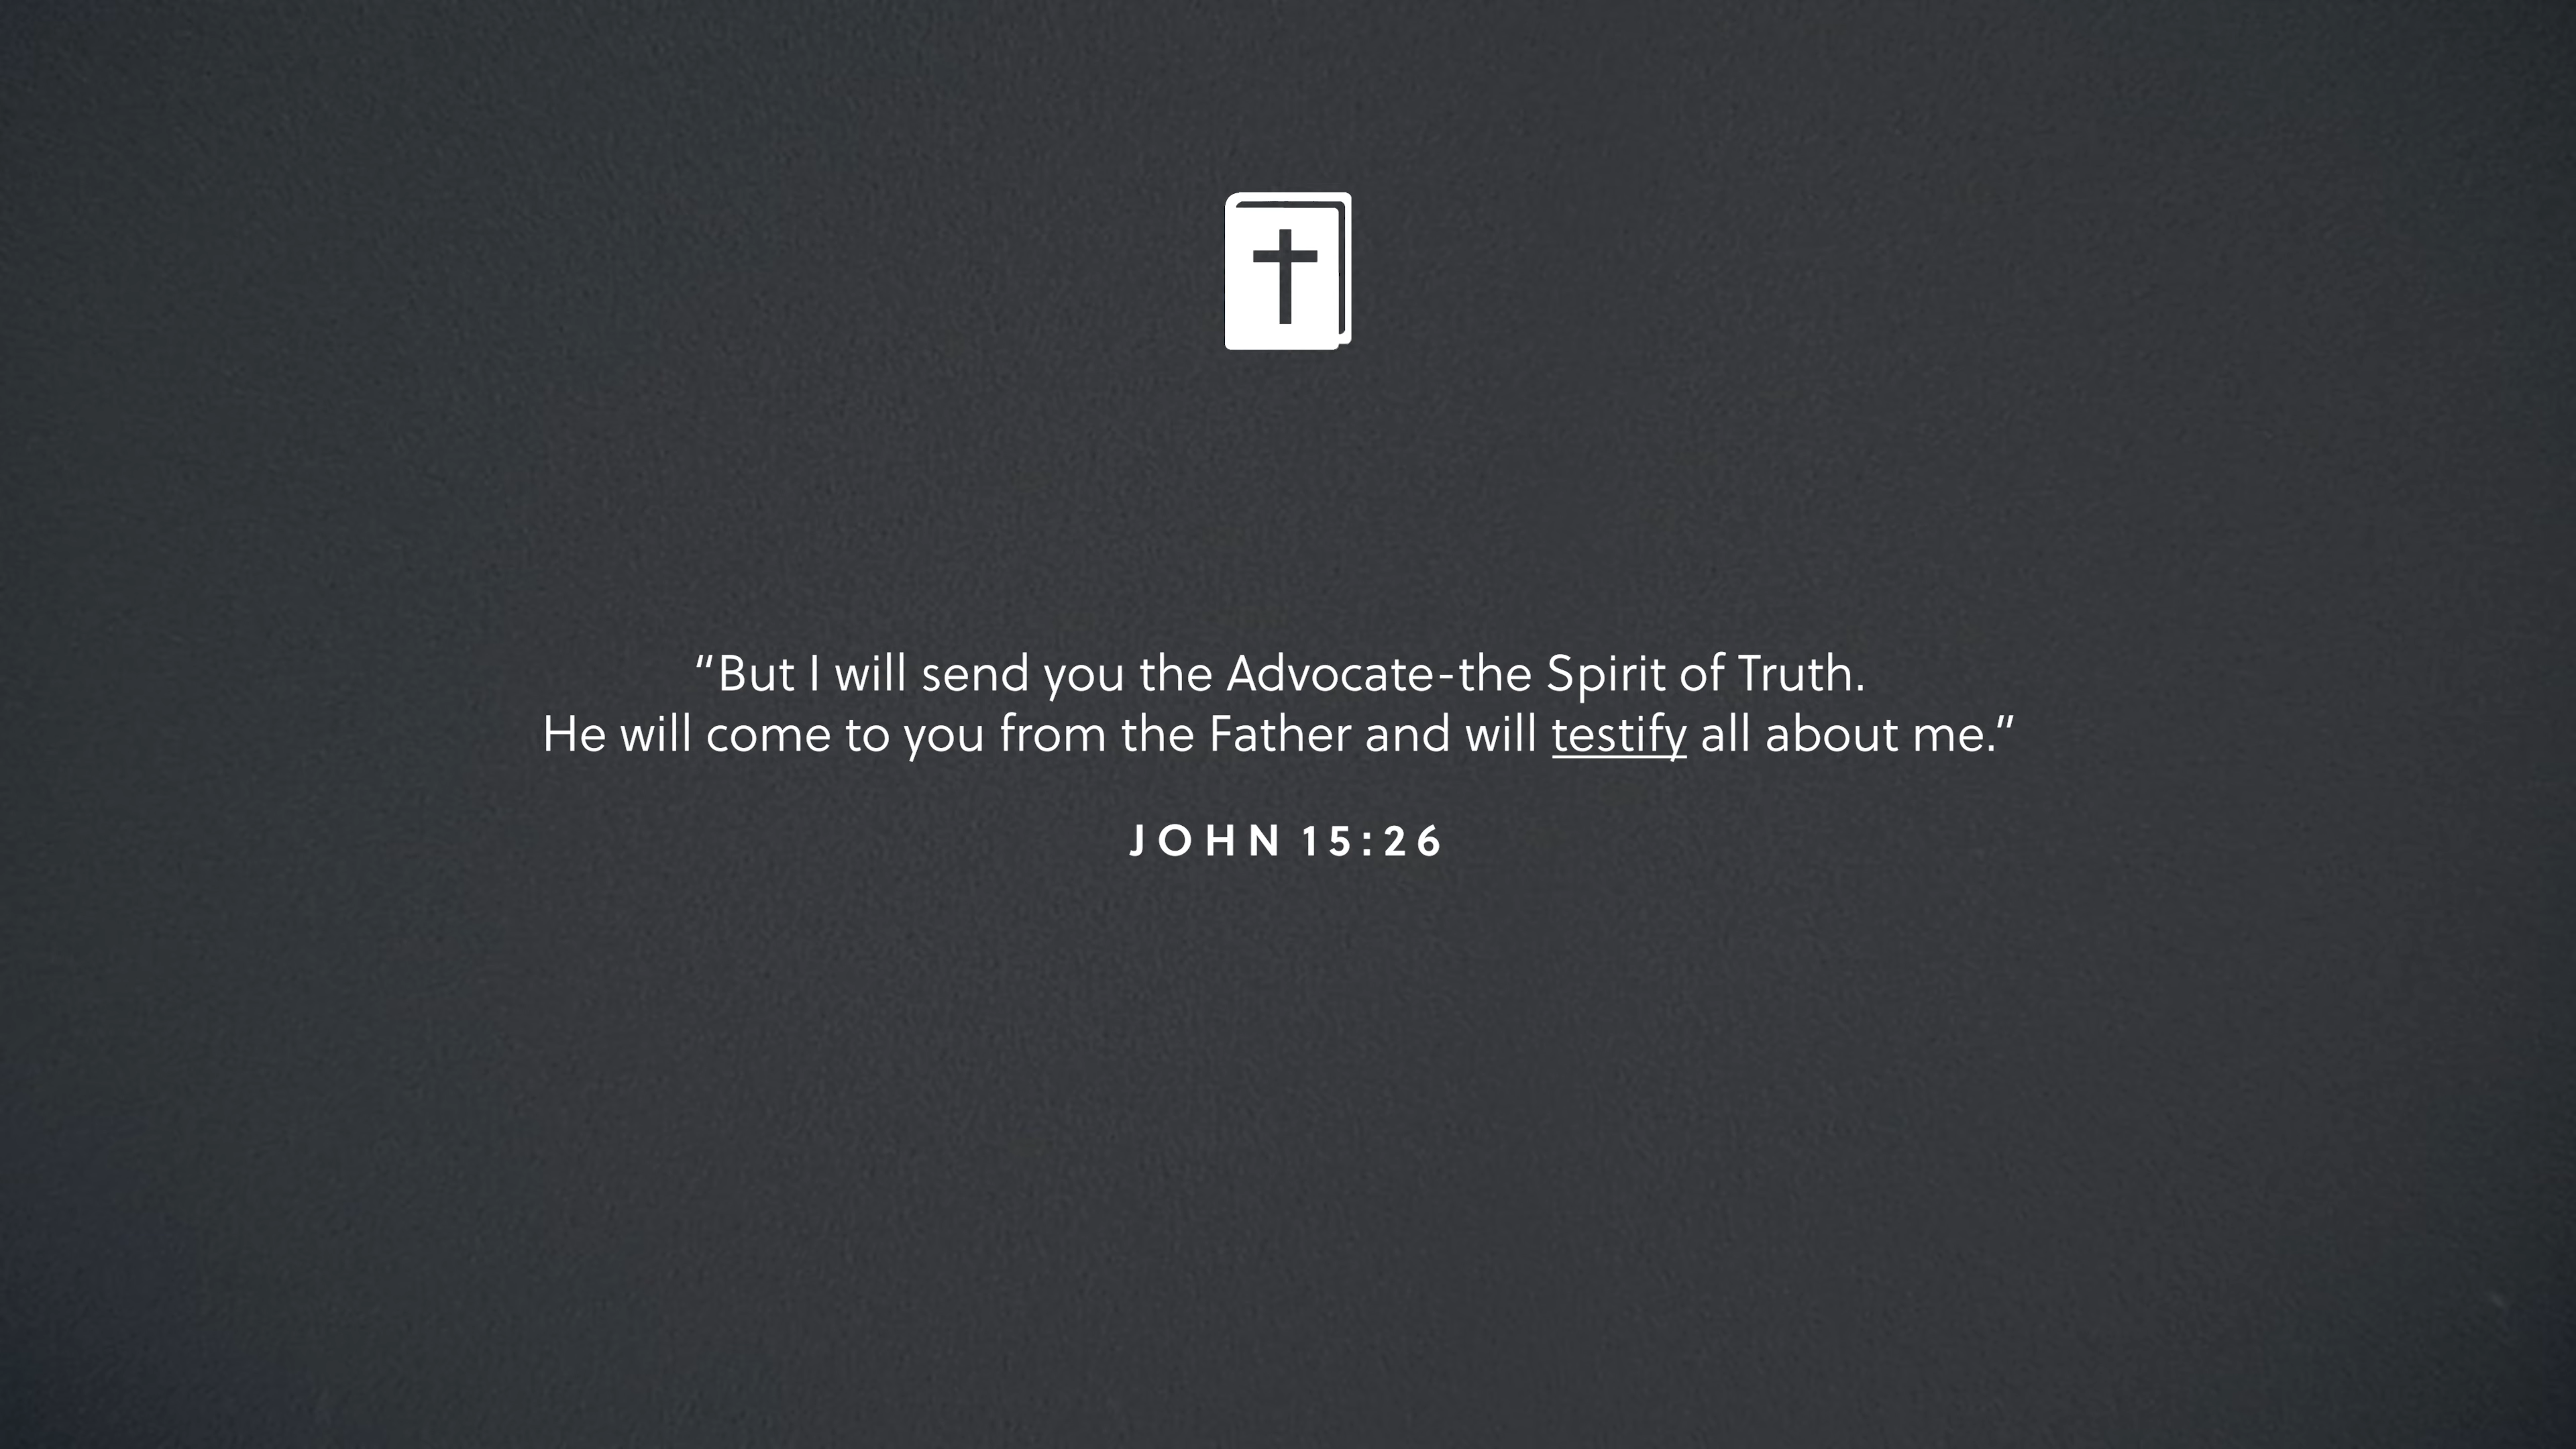 “But I will send you the Advocate-the Spirit of Truth.
He will come to you from the Father and will testify all about me.”
JOHN 15:26